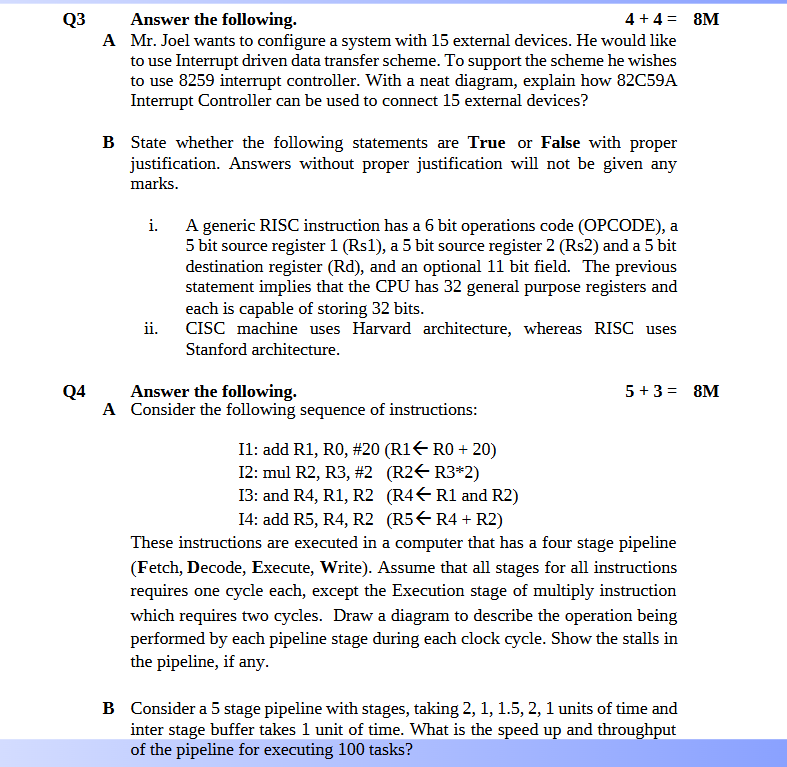 Q3 Answer the following. 4 + 4 = 8M
A Mr. Joel wants to configure a system with 15 external devices. He would like
to use Interrupt driven data transfer scheme. To support the scheme he wishes
to use 8259 interrupt controller. With a neat diagram, explain how 82C59A
Interrupt Controller can be used to connect 15 external devices?
B State whether the following statements are True or False with proper
justification. Answers without proper justification will not be given any
marks.
i. A generic RISC instruction has a 6 bit operations code (OPCODE), a
5 bit source register 1 (Rs1), a 5 bit source register 2 (Rs2) and a 5 bit
destination register (Rd), and an optional 11 bit field. The previous
statement implies that the CPU has 32 general purpose registers and
each is capable of storing 32 bits.
ii. CISC machine uses Harvard architecture, whereas RISC uses
Stanford architecture.
Q4 Answer the following. 5 + 3 = 8M
A Consider the following sequence of instructions:
I1: add R1, R0, #20 (R1← R0 + 20)
I2: mul R2, R3, #2 (R2← R3*2)
I3: and R4, R1, R2 (R4← R1 and R2)
I4: add R5, R4, R2 (R5← R4 + R2)
These instructions are executed in a computer that has a four stage pipeline
(Fetch, Decode, Execute, Write). Assume that all stages for all instructions
requires one cycle each, except the Execution stage of multiply instruction
which requires two cycles. Draw a diagram to describe the operation being
performed by each pipeline stage during each clock cycle. Show the stalls in
the pipeline, if any.
B Consider a 5 stage pipeline with stages, taking 2, 1, 1.5, 2, 1 units of time and
inter stage buffer takes 1 unit of time. What is the speed up and throughput
of the pipeline for executing 100 tasks?